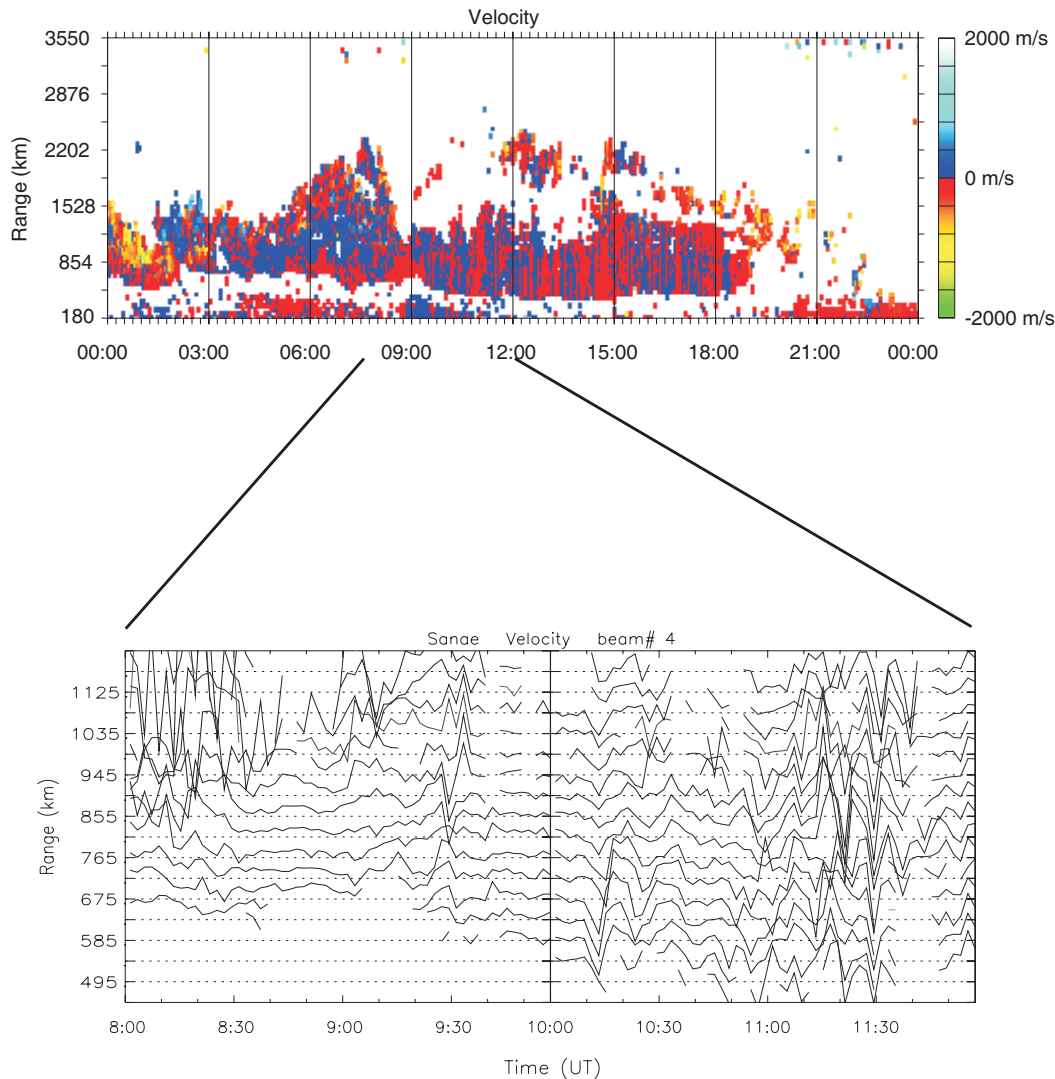 Velocity
3550
2876
2202
1528
854
180
Range (km)
2000 m/s
0 m/s
-2000 m/s
00:00 03:00 06:00 09:00 12:00 15:00 18:00 21:00 00:00
Sanae Velocity beam# 4
1125
1035
945
855
765
675
585
495
Range (km)
8:00 8:30 9:00 9:30 10:00 10:30 11:00 11:30
Time (UT)